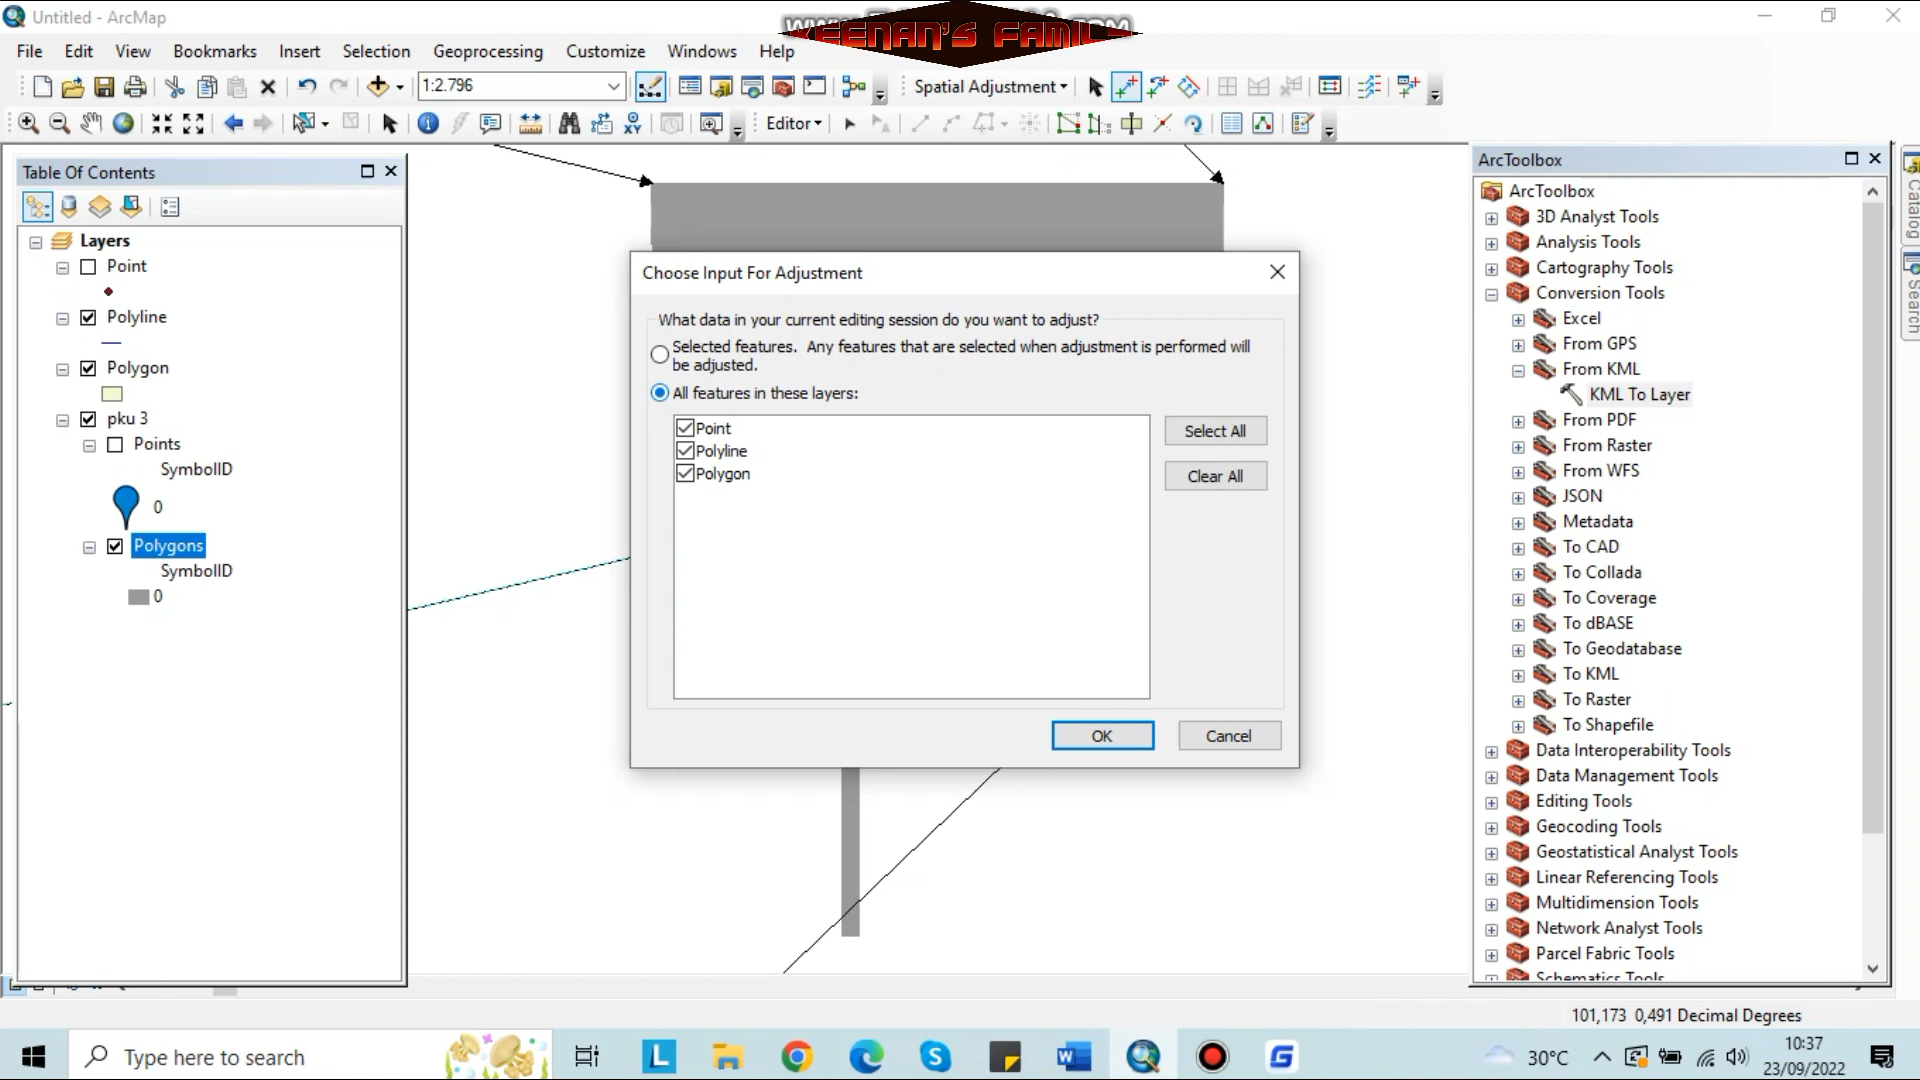 Untitled - ArcMap
KEENAN'S FAMILY
File Edit View Bookmarks Insert Selection Geoprocessing Customize Windows Help
1:2.796
Spatial Adjustment
Editor
Table Of Contents
Layers
Point
Polyline
Polygon
pku 3
Points
SymbolID
0
Polygons
SymbolID
0
Choose Input For Adjustment
What data in your current editing session do you want to adjust?
Selected features. Any features that are selected when adjustment is performed will
be adjusted.
All features in these layers:
Point
Polyline
Polygon
Select All
Clear All
OK
Cancel
ArcToolbox
ArcToolbox
3D Analyst Tools
Analysis Tools
Cartography Tools
Conversion Tools
Excel
From GPS
From KML
KML To Layer
From PDF
From Raster
From WFS
JSON
Metadata
To CAD
To Collada
To Coverage
To dBASE
To Geodatabase
To KML
To Raster
To Shapefile
Data Interoperability Tools
Data Management Tools
Editing Tools
Geocoding Tools
Geostatistical Analyst Tools
Linear Referencing Tools
Multidimension Tools
Network Analyst Tools
Parcel Fabric Tools
Schematics Tools
Catalog
Search
101,173 0,491 Decimal Degrees
Type here to search
30°C
10:37
23/09/2022